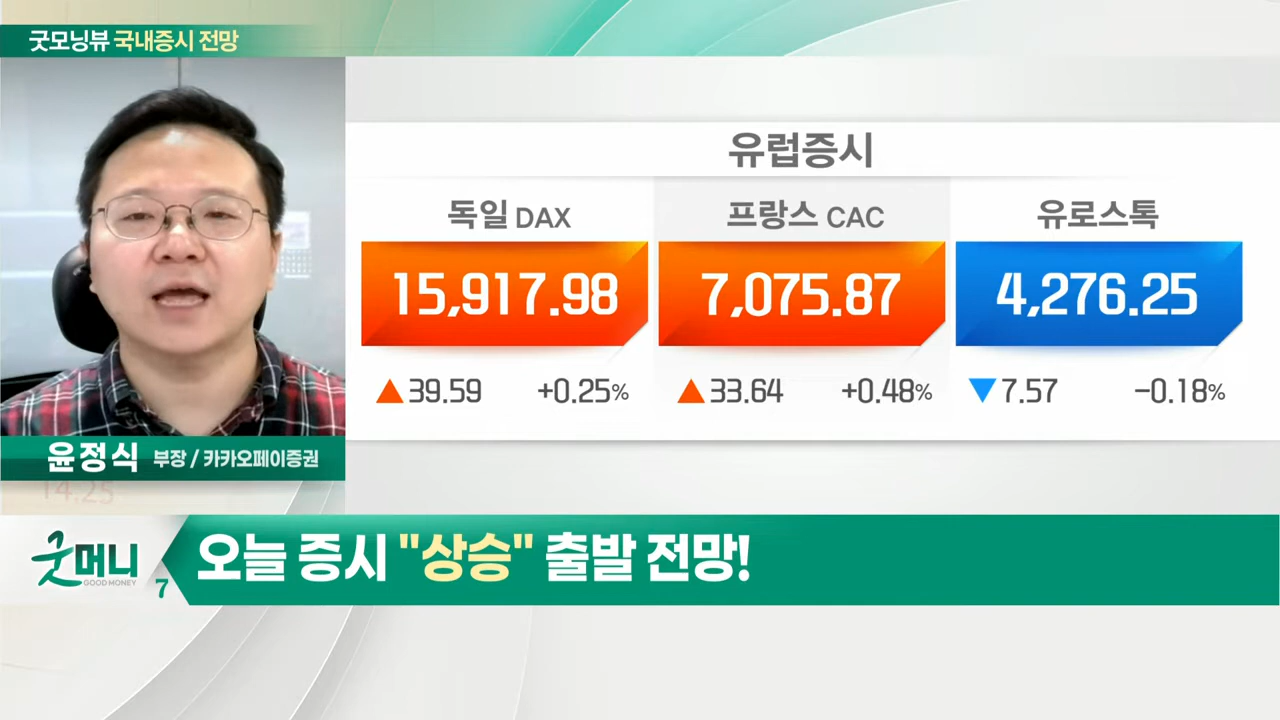 굿모닝뷰 국내증시 전망
유럽증시
독일 DAX
프랑스 CAC
유로스톡
15,917.98
7,075.87
4,276.25
▲39.59 +0.25%
▲33.64 +0.48%
▼7.57 -0.18%
윤정식 부장 / 카카오페이증권
14.25
굿머니
GOOD MONEY
7
오늘 증시 "상승" 출발 전망!